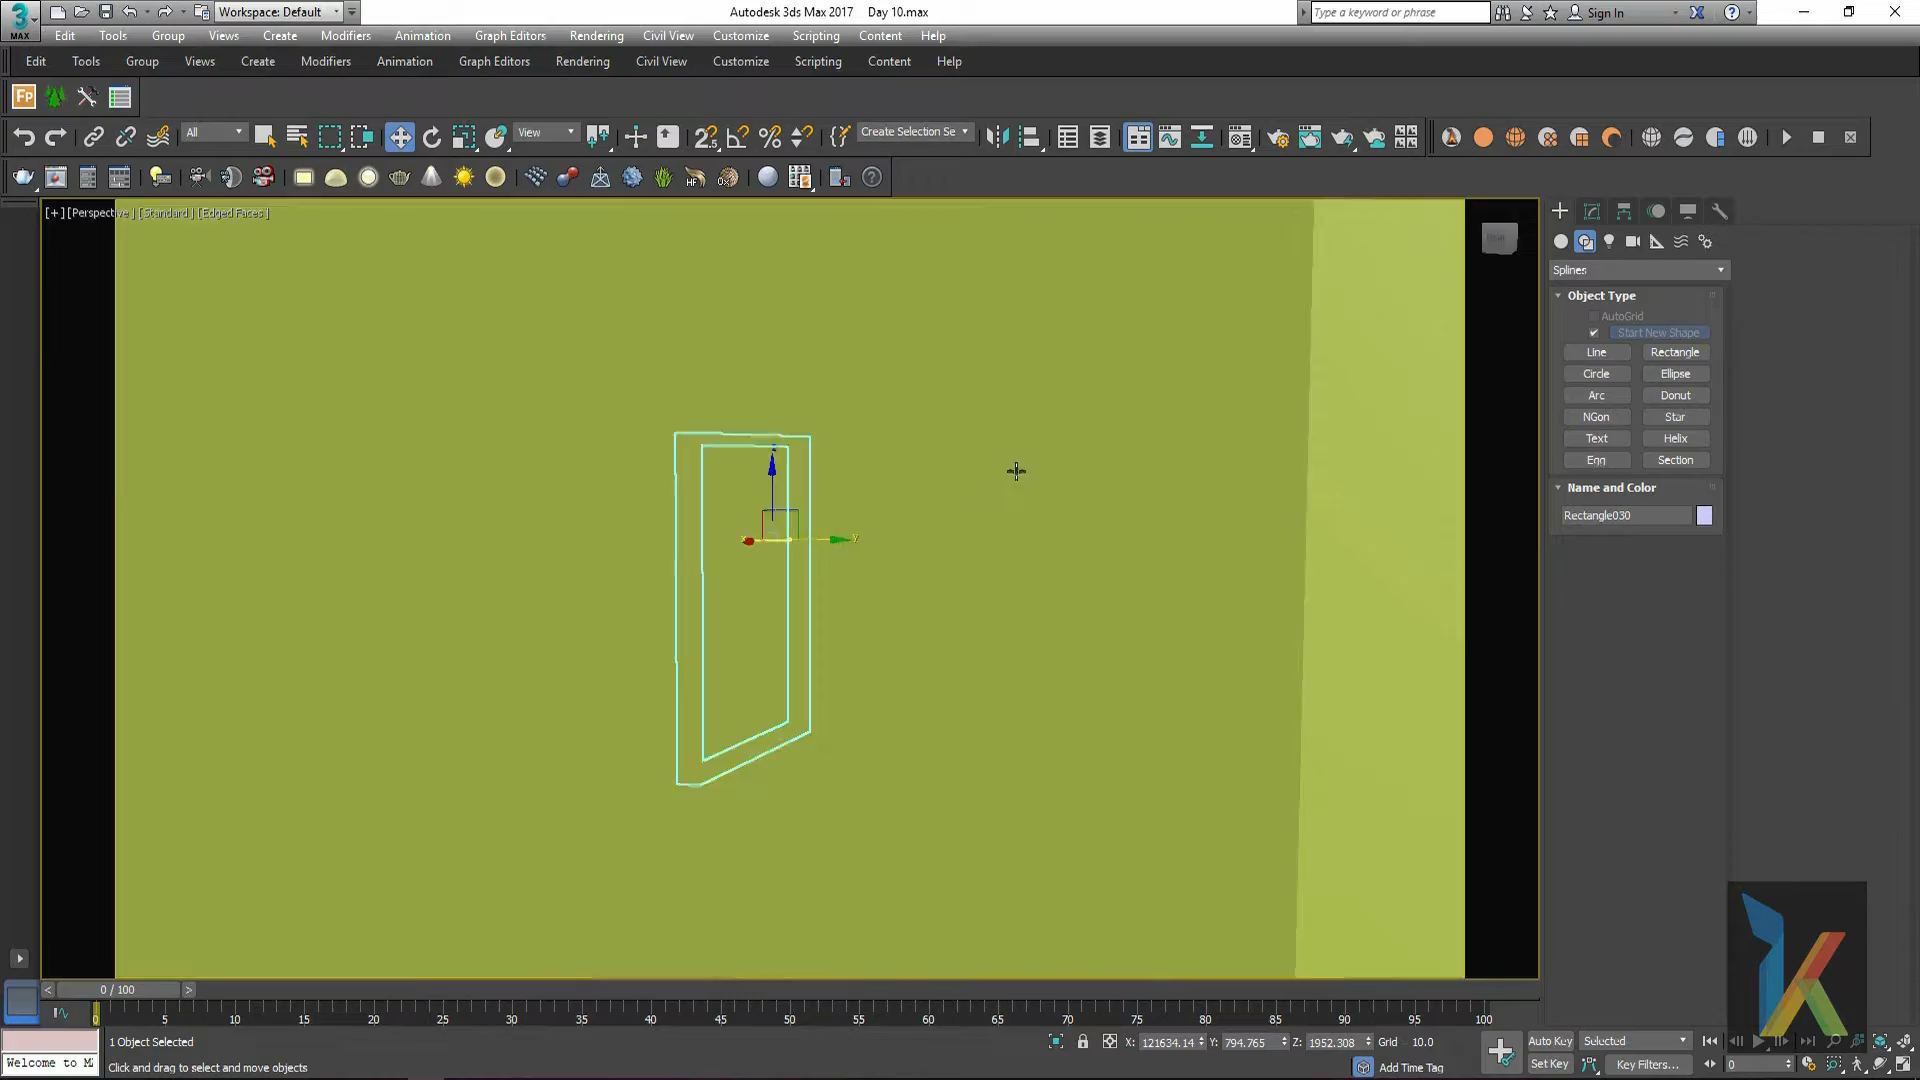 Workspace: Default
Autodesk 3ds Max 2017    Day 10.max
Type a keyword or phrase
Sign In
MAX
Edit Tools Group Views Create Modifiers Animation Graph Editors Rendering Civil View Customize Scripting Content Help
Edit Tools Group Views Create Modifiers Animation Graph Editors Rendering Civil View Customize Scripting Content Help
Fp
All
View
2.5
Create Selection Se
HF
[+] [Perspective ] [Standard ] [Edged Faces ]
Splines
Object Type
AutoGrid
Start New Shape
Line Rectangle
Circle Ellipse
Arc Donut
NGon Star
Text Helix
Egg Section
Name and Color
Rectangle030
0 / 100
0 5 10 15 20 25 30 35 40 45 50 55 60 65 70 75 80 85 90 95 100
1 Object Selected
X: 121634.14 Y: 794.765 Z: 1952.308 Grid 10.0
Auto Key Selected
Welcome to M
Click and drag to select and move objects
Add Time Tag
Set Key Key Filters... 0